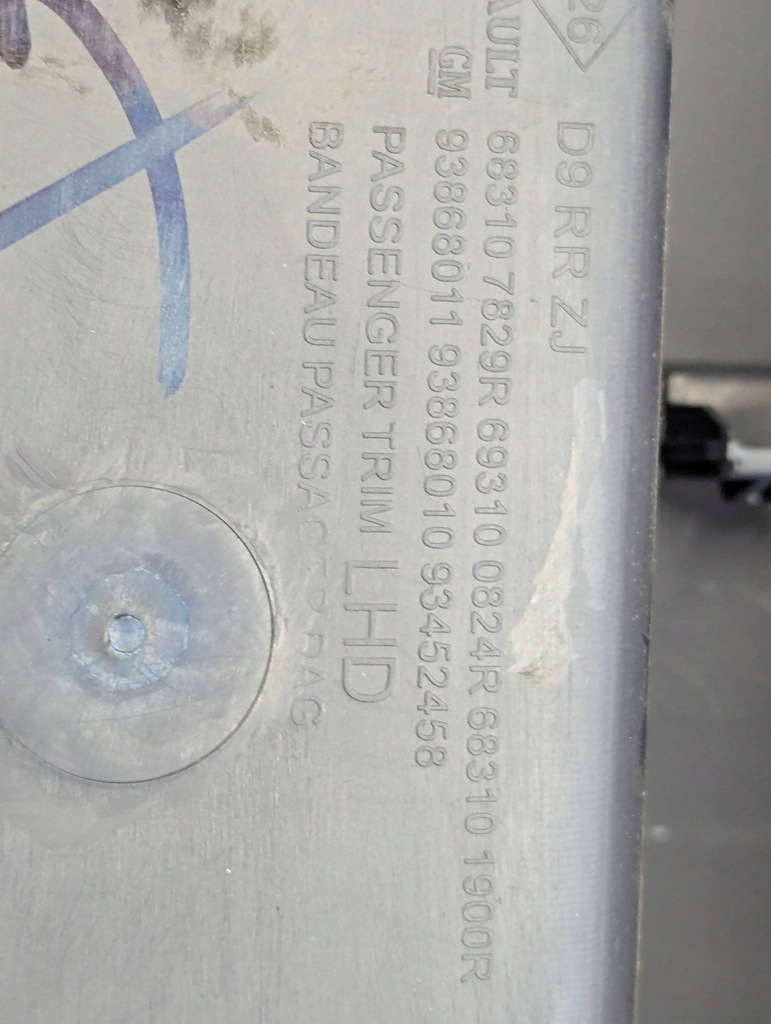 26
D9 RR ZJ
AULT 68310 7829R 69310 0824R 68310 1900R
GM 93868011 93868010 93452458
PASSENGER TRIM LHD
BANDEAU PASSAG